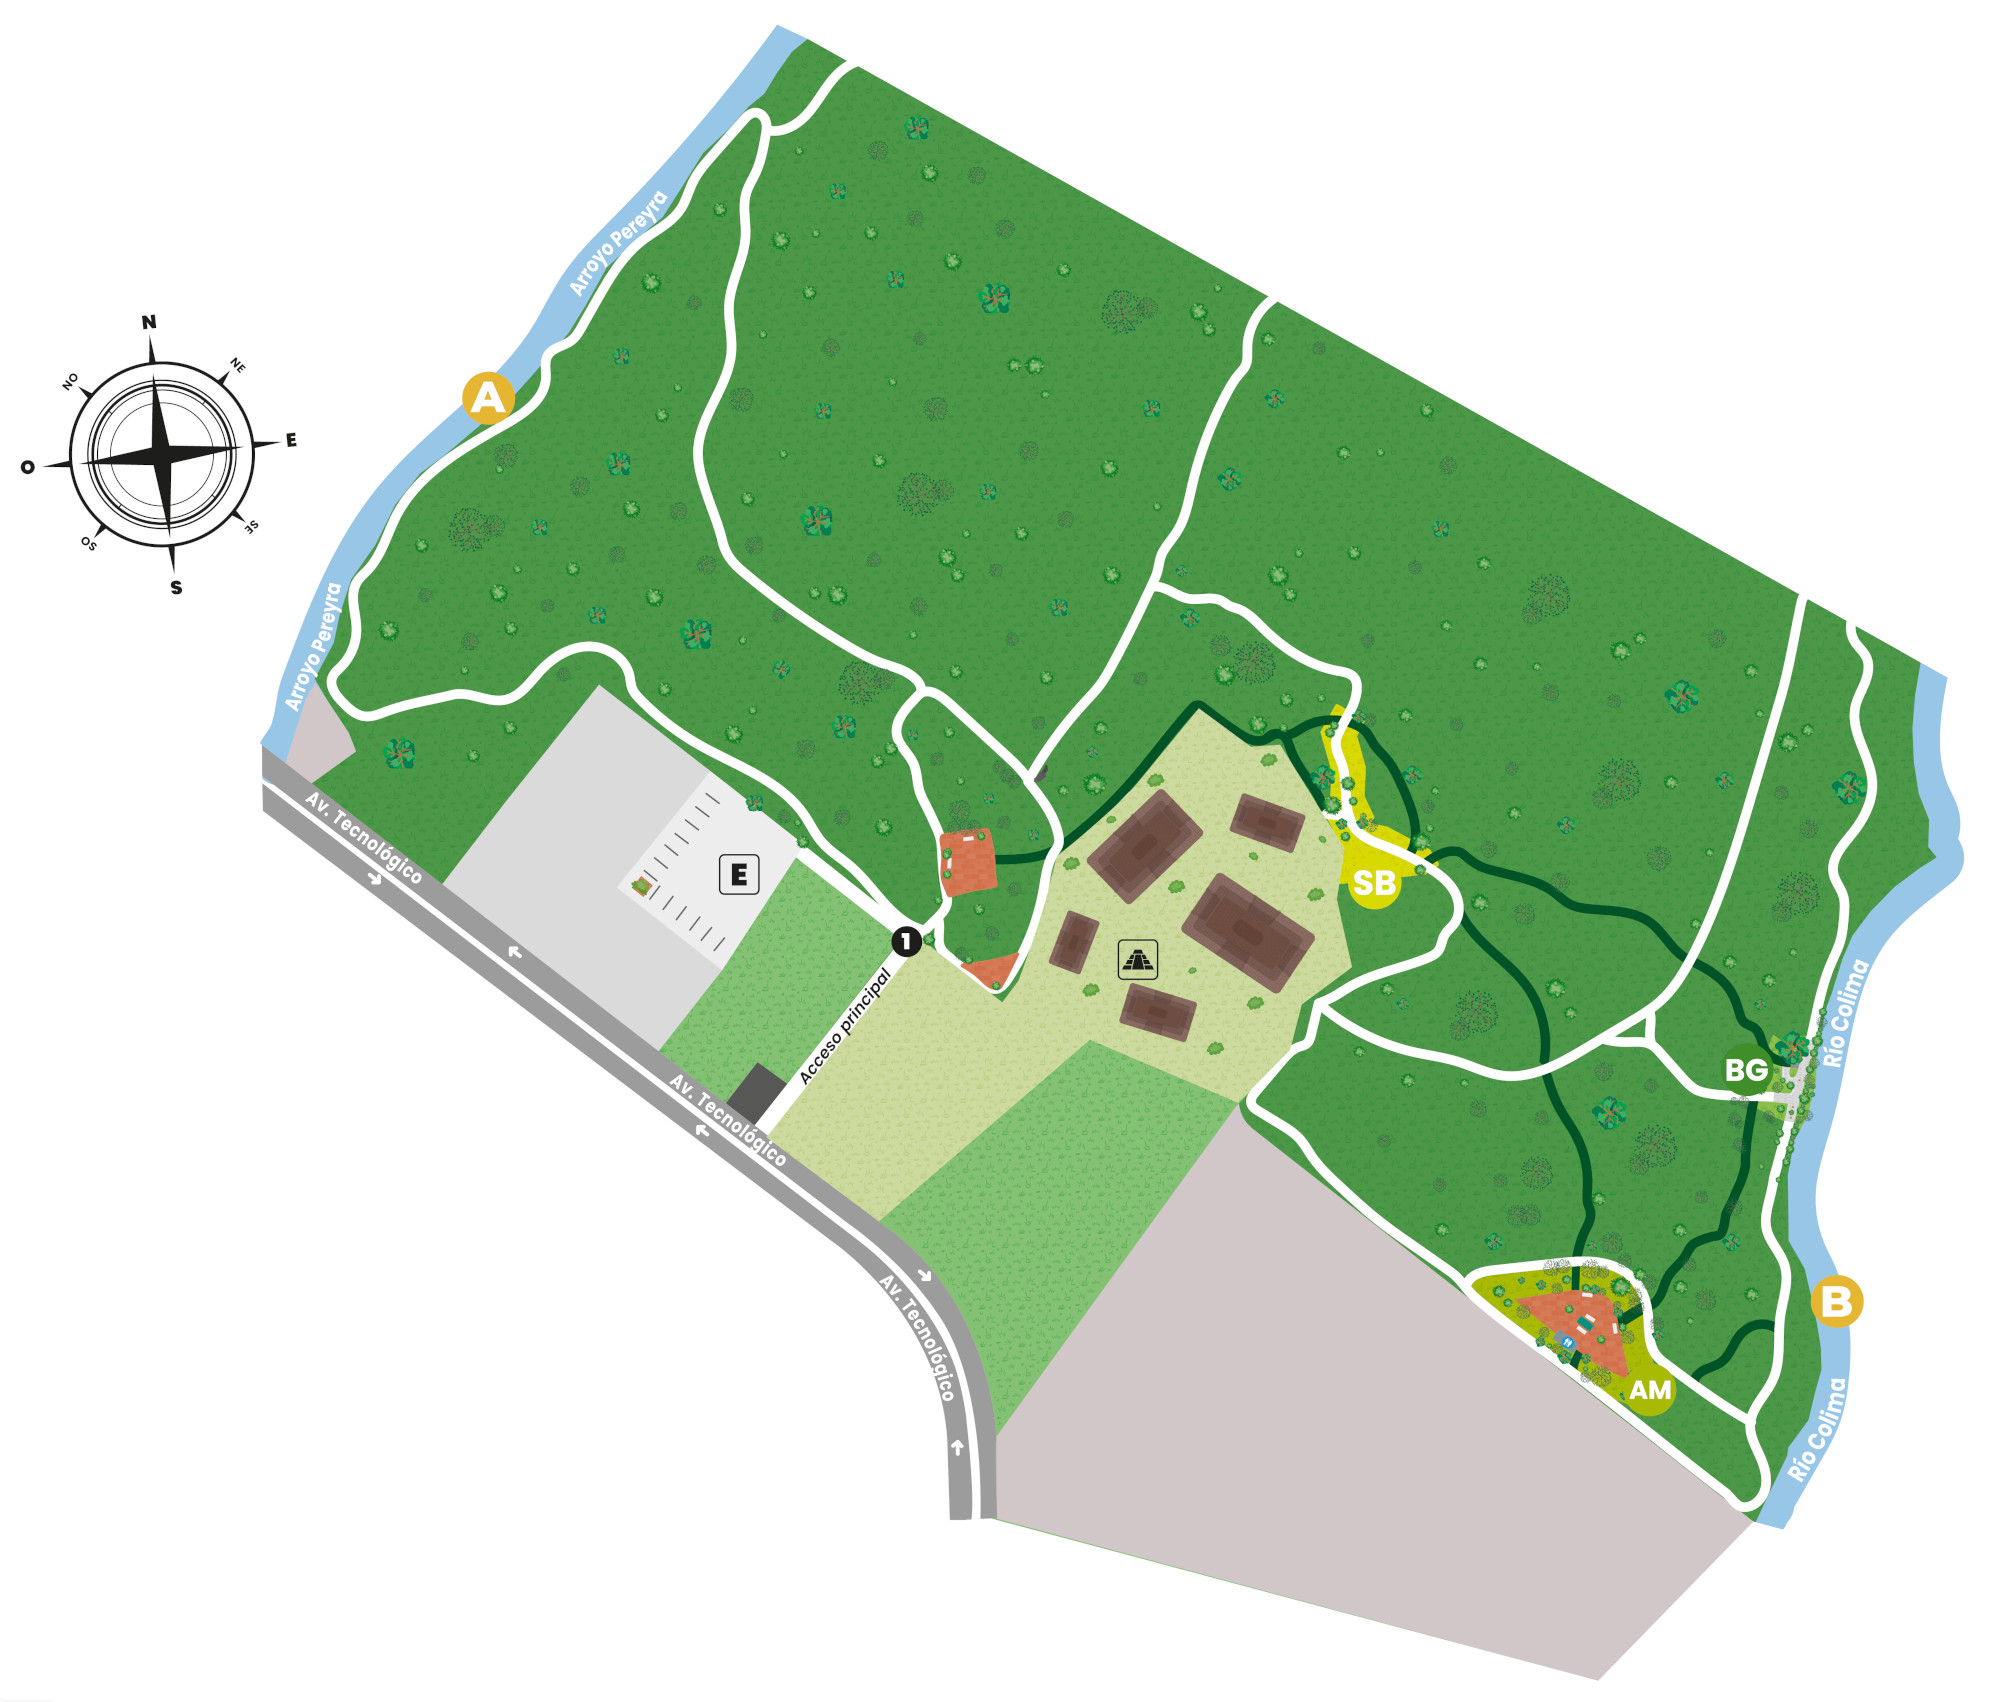 Arroyo Pereyra
N
NO
NE
A
E
O
SE
OS
S
Arroyo Pereyra
Av. Tecnológico
E
SB
1
Acceso principal
Río Colima
BG
Av. Tecnológico
Av. Tecnológico
B
AM
Río Colima